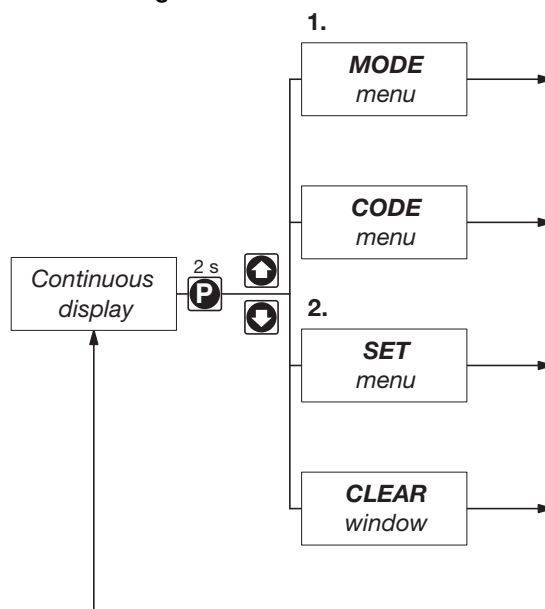 1.
MODE
menu
CODE
menu
2 s
P
Continuous
display
2.
SET
menu
CLEAR
window